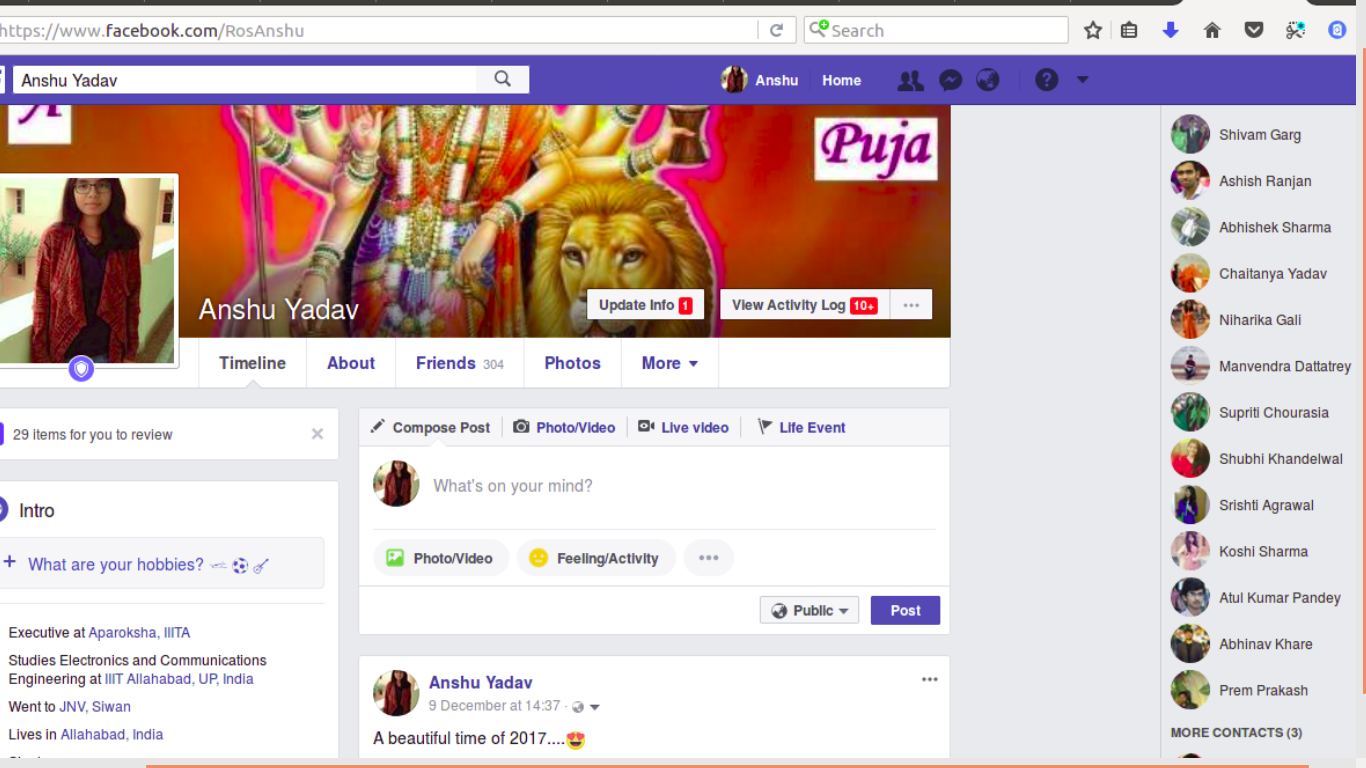 https://www.facebook.com/RosAnshu
Search
Anshu Yadav
Anshu
Home
Puja
Anshu Yadav
Update Info 1
View Activity Log 10+
Timeline
About
Friends 304
Photos
More
29 items for you to review
Intro
+ What are your hobbies?
Executive at Aparoksha, IIITA
Studies Electronics and Communications
Engineering at IIIT Allahabad, UP, India
Went to JNV, Siwan
Lives in Allahabad, India
Compose Post
Photo/Video
Live video
Life Event
What's on your mind?
Photo/Video
Feeling/Activity
Public
Post
Anshu Yadav
9 December at 14:37 ·
A beautiful time of 2017....😍
Shivam Garg
Ashish Ranjan
Abhishek Sharma
Chaitanya Yadav
Niharika Gali
Manvendra Dattatrey
Supriti Chourasia
Shubhi Khandelwal
Srishti Agrawal
Koshi Sharma
Atul Kumar Pandey
Abhinav Khare
Prem Prakash
MORE CONTACTS (3)